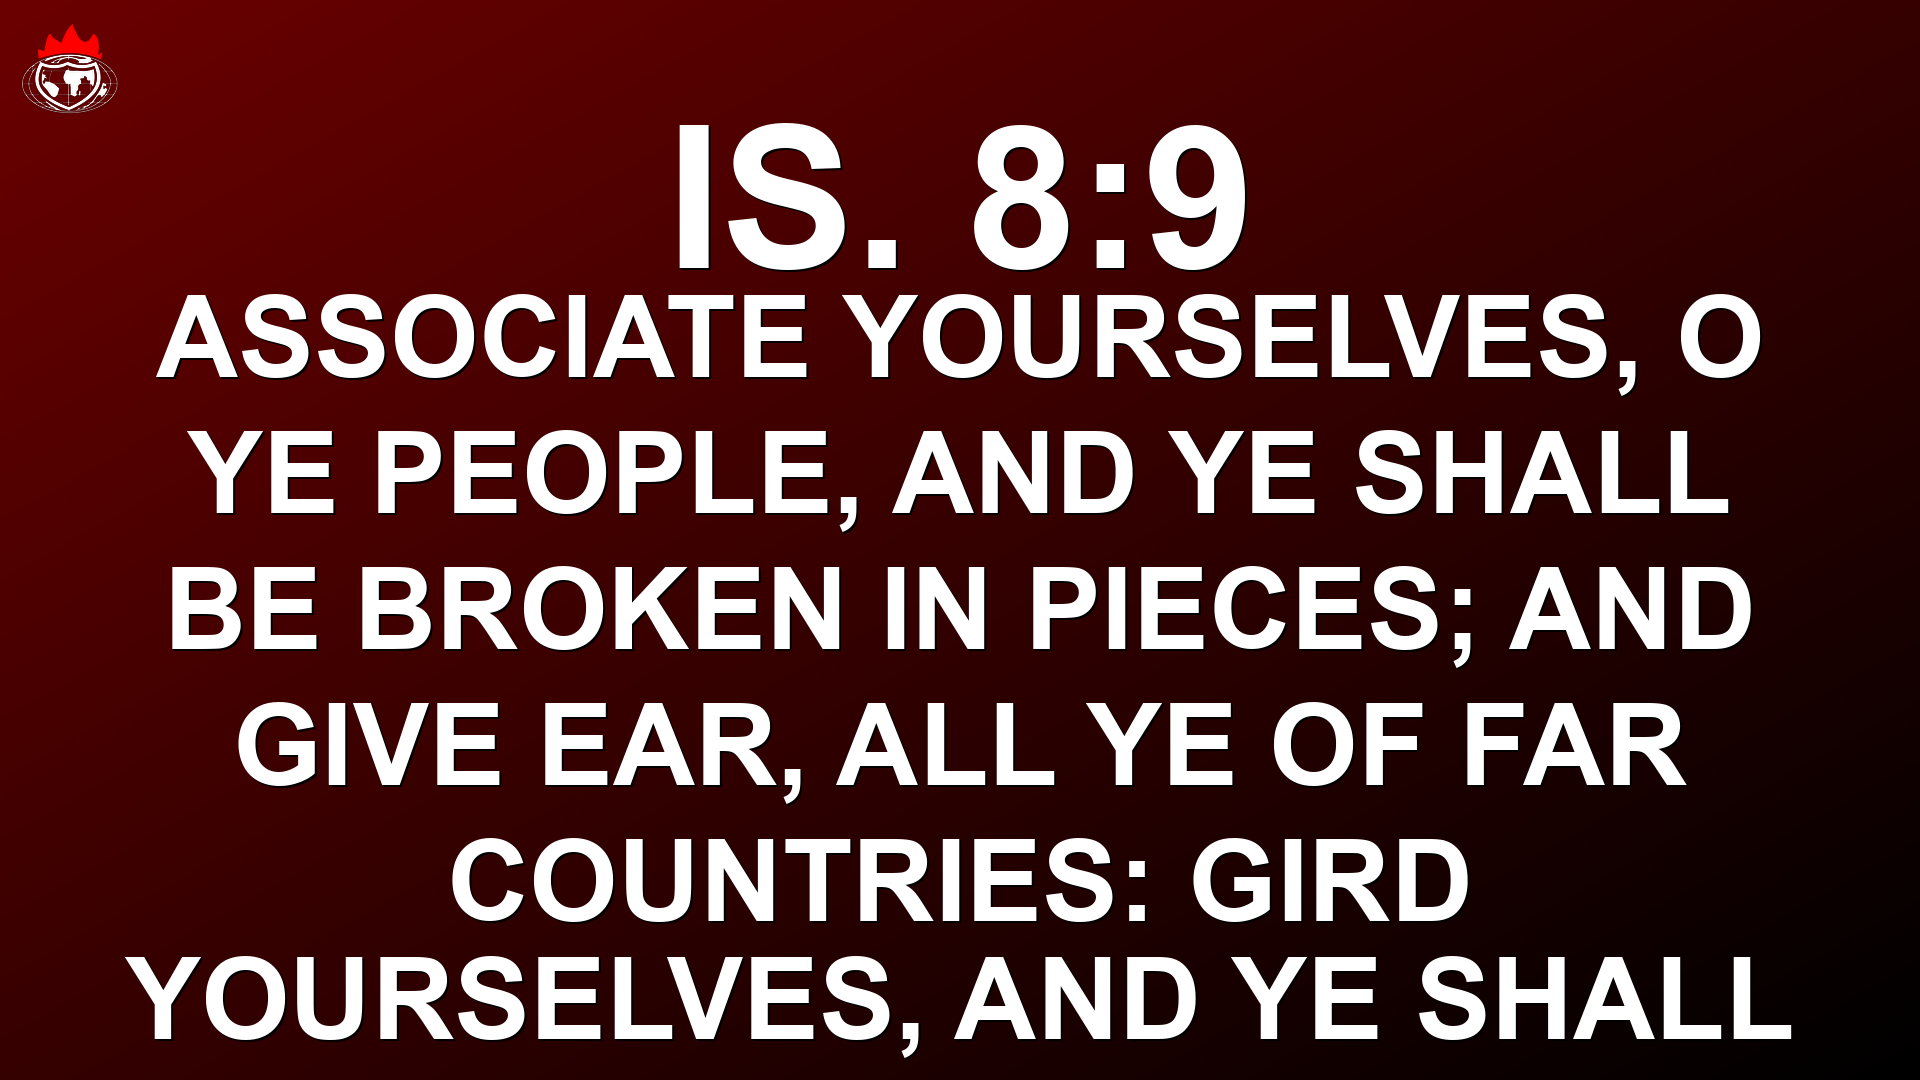 IS. 8:9
ASSOCIATE YOURSELVES, O
YE PEOPLE, AND YE SHALL
BE BROKEN IN PIECES; AND
GIVE EAR, ALL YE OF FAR
COUNTRIES: GIRD
YOURSELVES, AND YE SHALL